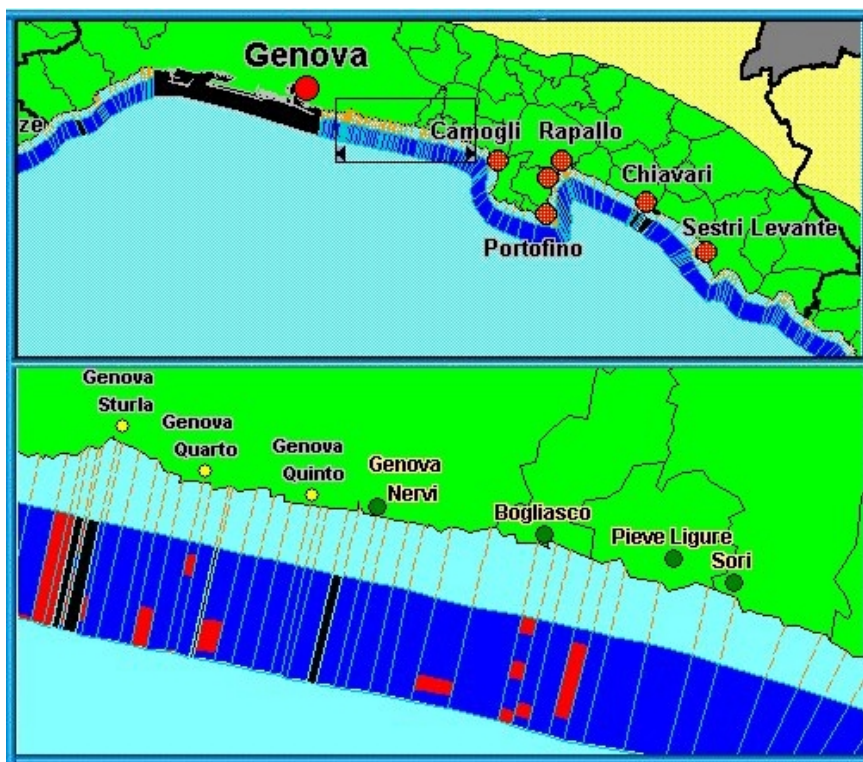 Genova
ze
Camogli
Rapallo
Chiavari
Sestri Levante
Portofino
Genova
Sturla
Genova
Quarto
Genova
Quinto
Genova
Nervi
Bogliasco
Pieve Ligure
Sori